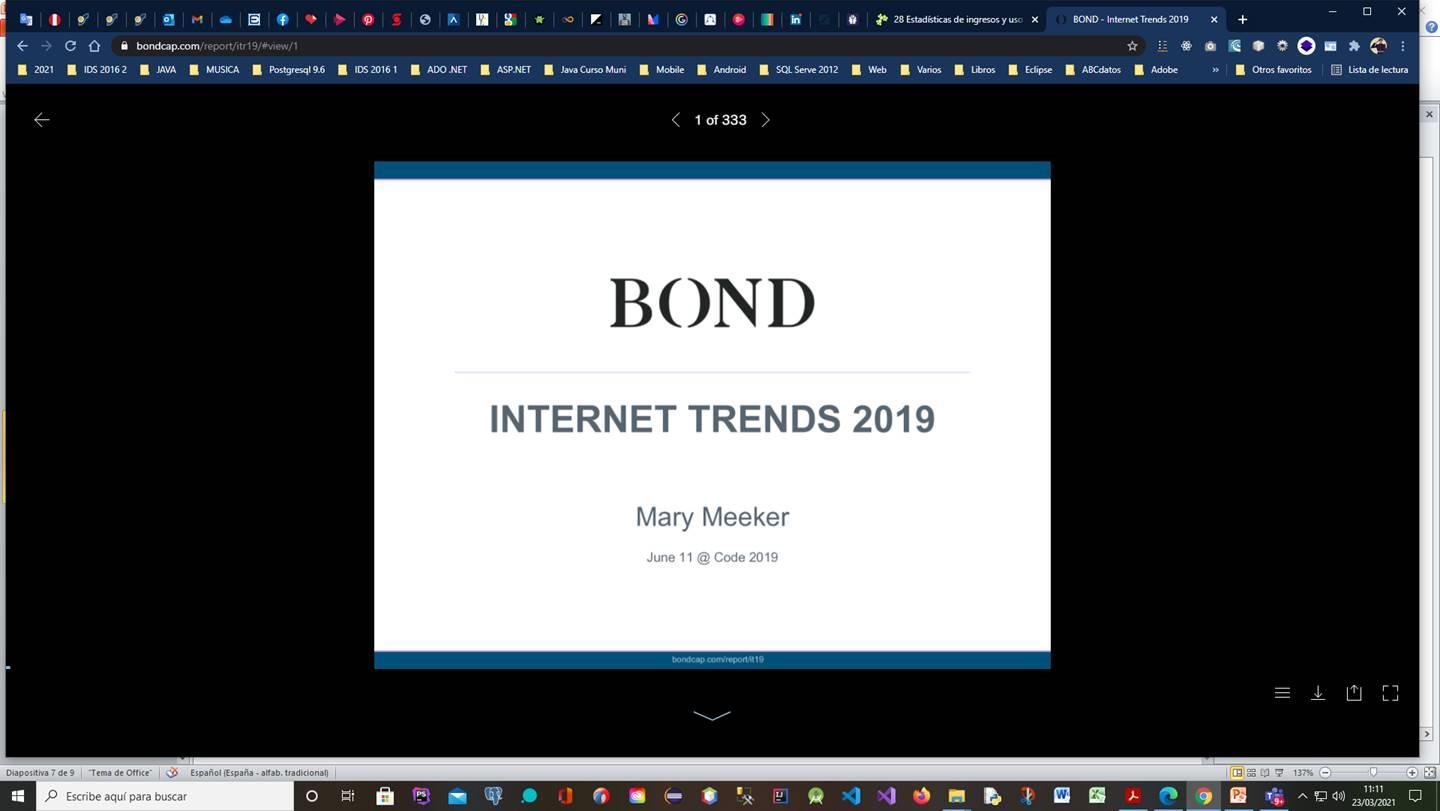 28 Estadísticas de ingresos y uso
BOND - Internet Trends 2019
bondcap.com/report/itr19/#view/1
2021 IDS 2016 2 JAVA MUSICA Postgresql 9.6 IDS 2016 1 ADO .NET ASP.NET Java Curso Muni Mobile Android SQL Serve 2012 Web Varios Libros Eclipse ABCdatos Adobe » Otros favoritos Lista de lectura
1 of 333
BOND
INTERNET TRENDS 2019
Mary Meeker
June 11 @ Code 2019
bondcap.com/report/it19
Diapositiva 7 de 9 "Tema de Office" Español (España - alfab. tradicional) 137%
Escribe aquí para buscar
11:11
23/03/2021